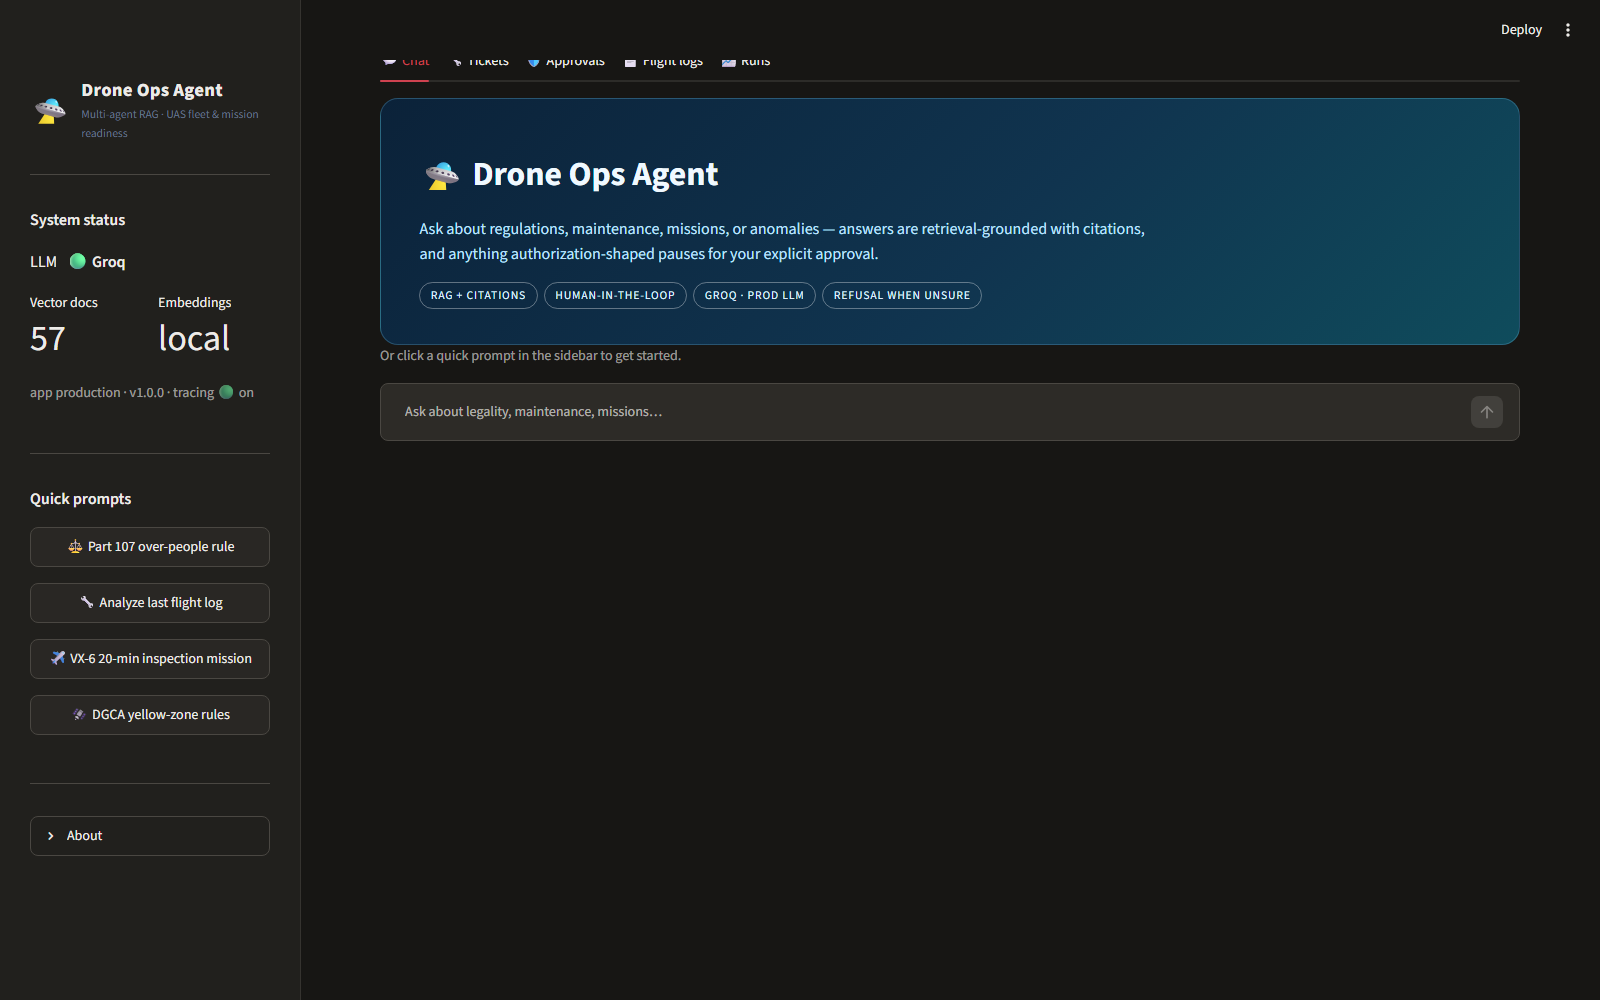 Deploy
Drone Ops Agent
Multi-agent RAG · UAS fleet & mission
readiness
System status
LLM Groq
Vector docs Embeddings
57 local
app production · v1.0.0 · tracing on
Quick prompts
Part 107 over-people rule
Analyze last flight log
VX-6 20-min inspection mission
DGCA yellow-zone rules
About
Chat Tickets Approvals Flight logs Runs
Drone Ops Agent
Ask about regulations, maintenance, missions, or anomalies — answers are retrieval-grounded with citations,
and anything authorization-shaped pauses for your explicit approval.
RAG + CITATIONS HUMAN-IN-THE-LOOP GROQ · PROD LLM REFUSAL WHEN UNSURE
Or click a quick prompt in the sidebar to get started.
Ask about legality, maintenance, missions…